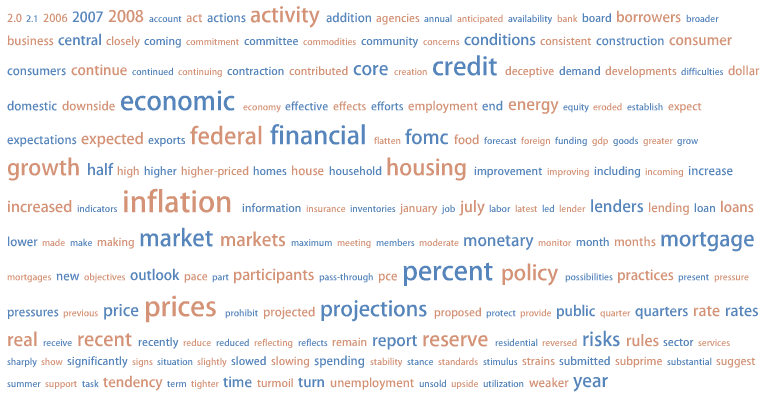 2.0 2.1 2006 2007 2008 account act actions activity addition agencies annual anticipated availability bank board borrowers broader
business central closely coming commitment committee commodities community concerns conditions consistent construction consumer
consumers continue continued continuing contraction contributed core creation credit deceptive demand developments difficulties dollar
domestic downside economic economy effective effects efforts employment end energy equity eroded establish expect
expectations expected exports federal financial flatten fomc food forecast foreign funding gdp goods greater grow
growth half high higher higher-priced homes house household housing improvement improving including incoming increase
increased indicators inflation information insurance inventories january job july labor latest led lender lenders lending loan loans
lower made make making market markets maximum meeting members moderate monetary monitor month months mortgage
mortgages new objectives outlook pace part participants pass-through pce percent policy possibilities practices present pressure
pressures previous price prices prohibit projected projections proposed protect provide public quarter quarters rate rates
real receive recent recently reduce reduced reflecting reflects remain report reserve residential reversed risks rules sector services
sharply show significantly signs situation slightly slowed slowing spending stability stance standards stimulus strains submitted subprime substantial suggest
summer support task tendency term tighter time turmoil turn unemployment unsold upside utilization weaker year